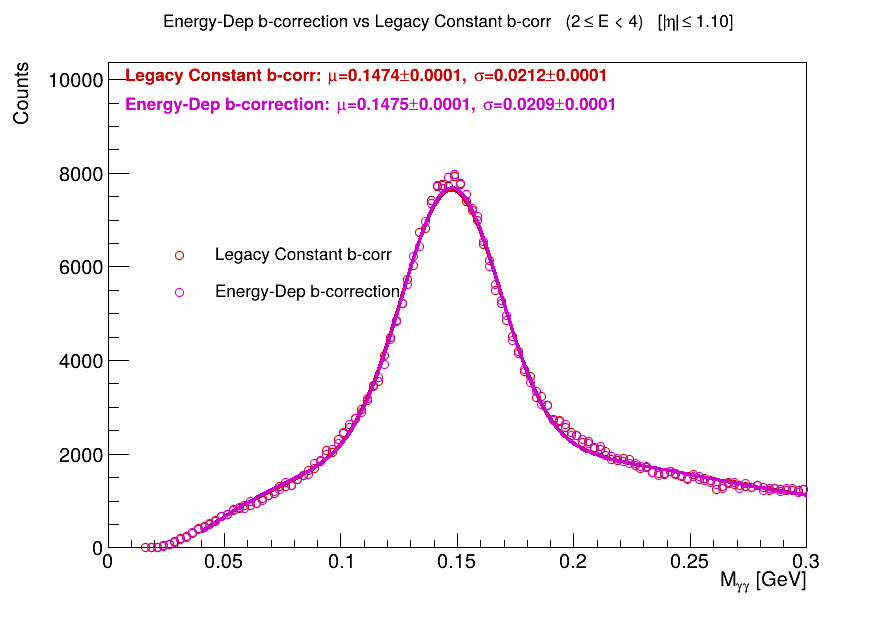 Energy-Dep b-correction vs Legacy Constant b-corr (2 ≤ E < 4) [|η| ≤ 1.10]
Counts
10000
Legacy Constant b-corr: μ=0.1474±0.0001, σ=0.0212±0.0001
Energy-Dep b-correction: μ=0.1475±0.0001, σ=0.0209±0.0001
8000
Legacy Constant b-corr
6000
Energy-Dep b-correction
4000
2000
0
0 0.05 0.1 0.15 0.2 0.25 0.3
Mγγ [GeV]